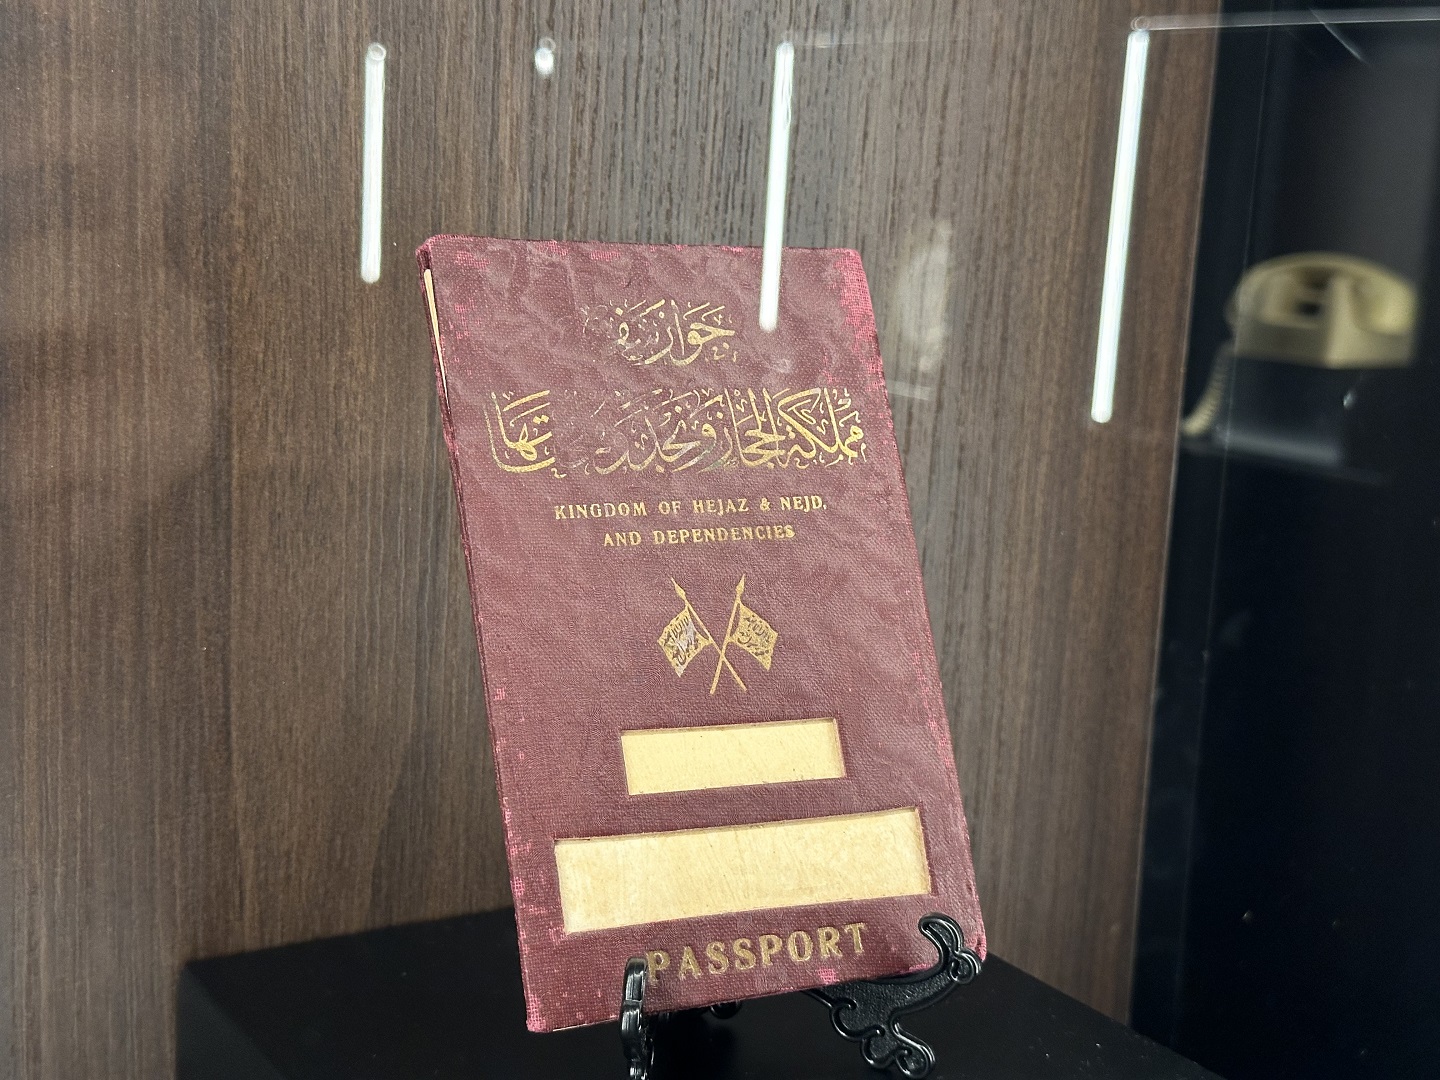 جواز سفر
مملكة الحجاز ونجد وملحقاتها
KINGDOM OF HEJAZ & NEJD,
AND DEPENDENCIES
PASSPORT